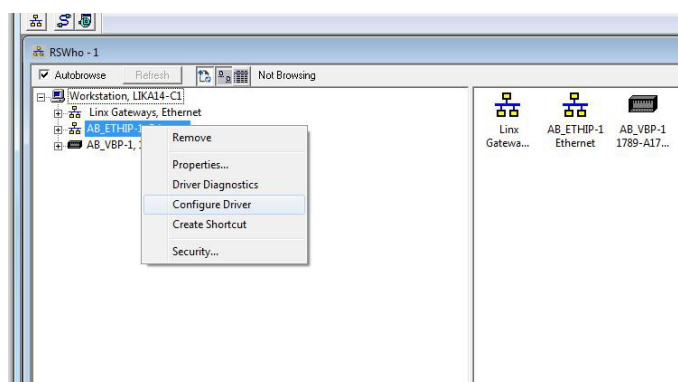 RSWho - 1
Autobrowse Refresh Not Browsing
Workstation, LIKA14-C1
Linx Gateways, Ethernet
AB_ETHIP-1,
AB_VBP-1,
Remove
Properties...
Driver Diagnostics
Configure Driver
Create Shortcut
Security...
Linx
Gatewa...
AB_ETHIP-1
Ethernet
AB_VBP-1
1789-A17...